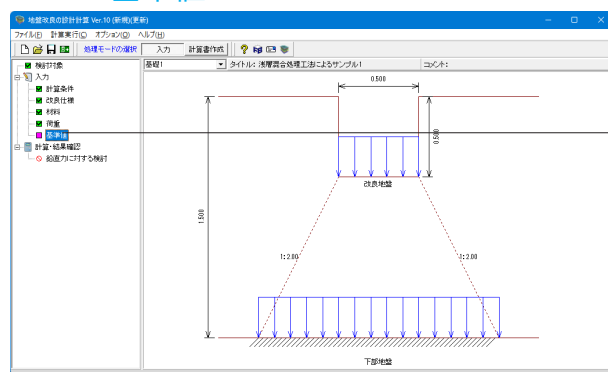 地盤改良の設計計算 Ver.10 (新規)(更新)
ファイル(F) 計算実行(C) オプション(O) ヘルプ(H)
処理モードの選択 入力 計算書作成
検討対象
入力
計算条件
改良仕様
材料
荷重
基準値
計算・結果確認
鉛直力に対する検討
基礎1 タイトル: 浅層混合処理工法によるサンプル1 コメント:
0.500
0.500
改良地盤
1.500
1:2.00 1:2.00
下部地盤